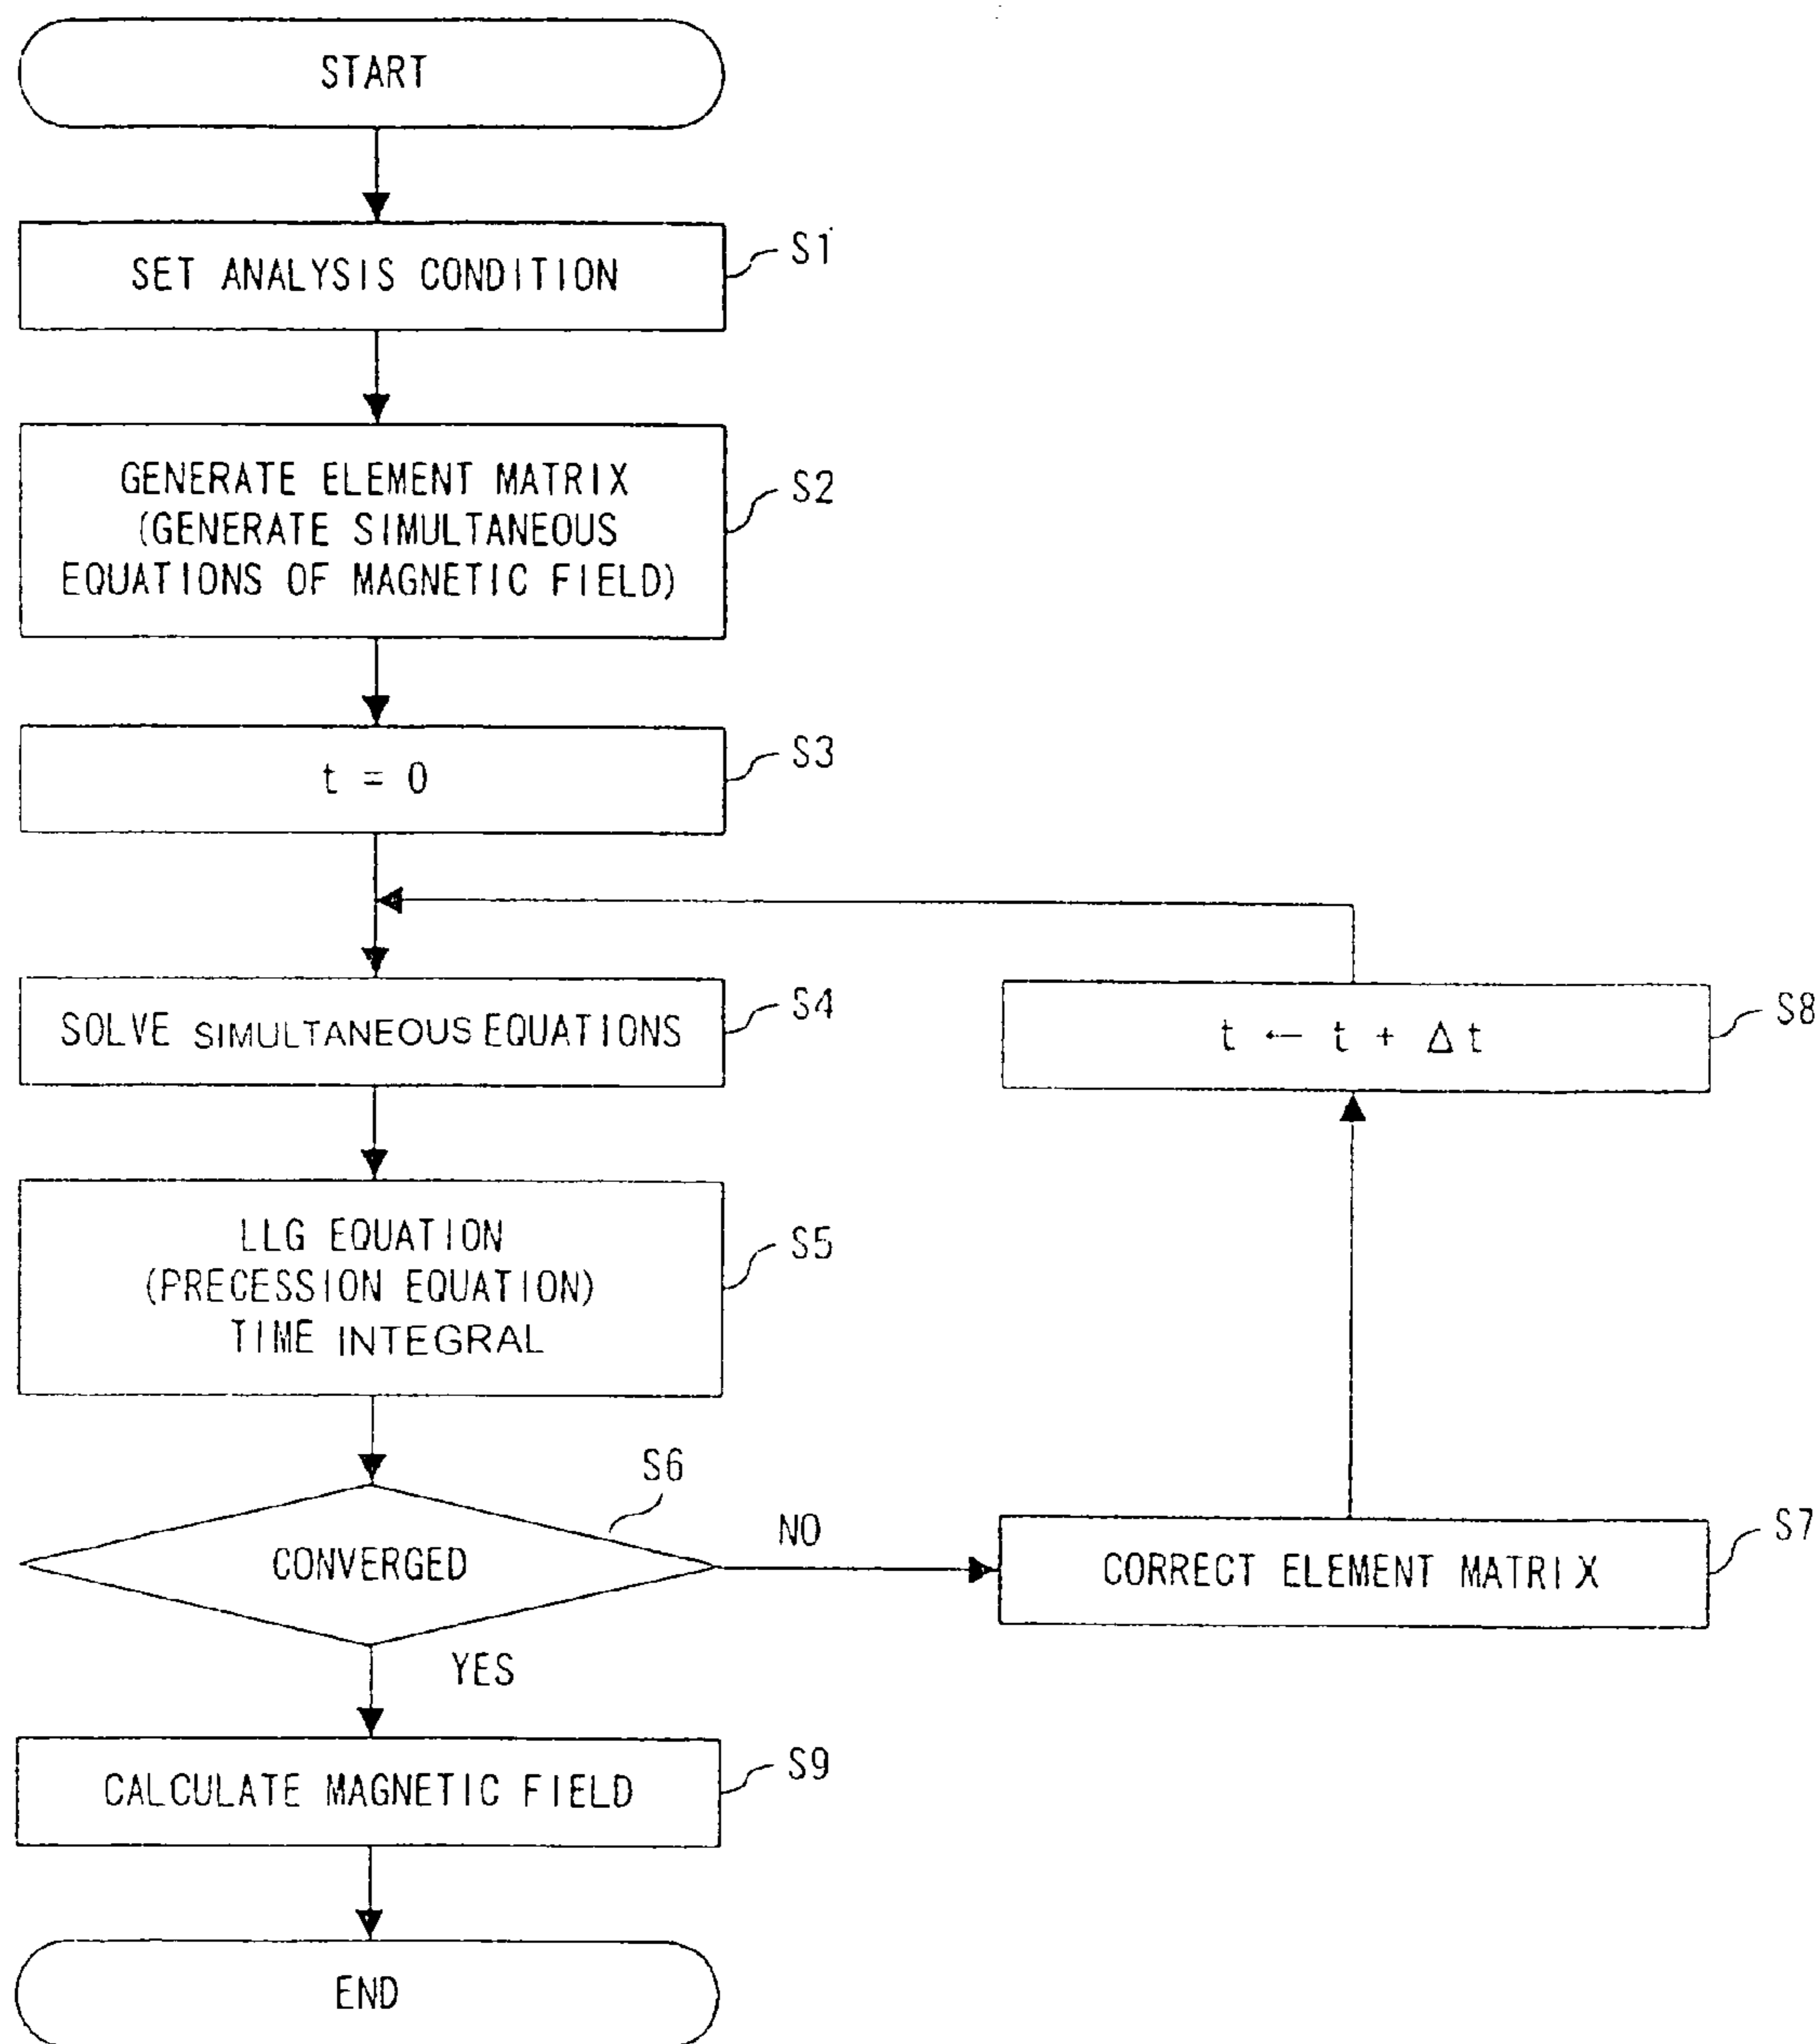 START
SET ANALYSIS CONDITION
S1
GENERATE ELEMENT MATRIX
(GENERATE SIMULTANEOUS
EQUATIONS OF MAGNETIC FIELD)
S2
t = 0
S3
SOLVE SIMULTANEOUS EQUATIONS
S4
LLG EQUATION
(PRECESSION EQUATION)
TIME INTEGRAL
S5
CONVERGED
S6
NO
YES
CORRECT ELEMENT MATRIX
S7
t ← t + Δt
S8
CALCULATE MAGNETIC FIELD
S9
END